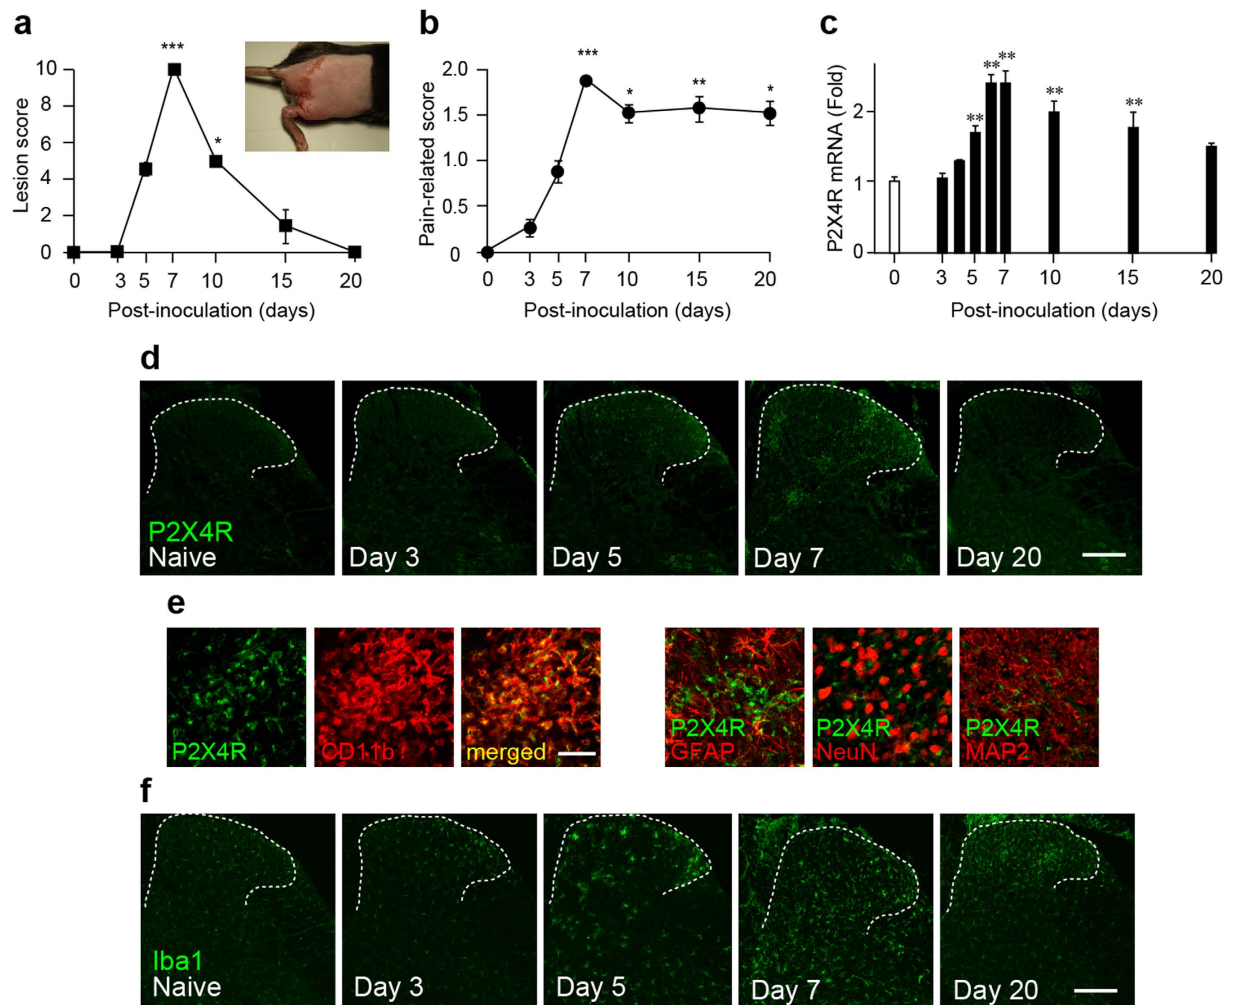 a
Lesion score
10
8
6
4
2
0
***
*
0 3 5 7 10 15 20
Post-inoculation (days)
b
Pain-related score
2.0
1.5
1.0
0.5
0
***
*
**
*
0 3 5 7 10 15 20
Post-inoculation (days)
c
P2X4R mRNA (Fold)
2
1
0
**
**
**
**
**
0 3 5 7 10 15 20
Post-inoculation (days)
d
P2X4R
Naive
Day 3
Day 5
Day 7
Day 20
e
P2X4R
CD11b
merged
P2X4R
GFAP
P2X4R
NeuN
P2X4R
MAP2
f
Iba1
Naive
Day 3
Day 5
Day 7
Day 20